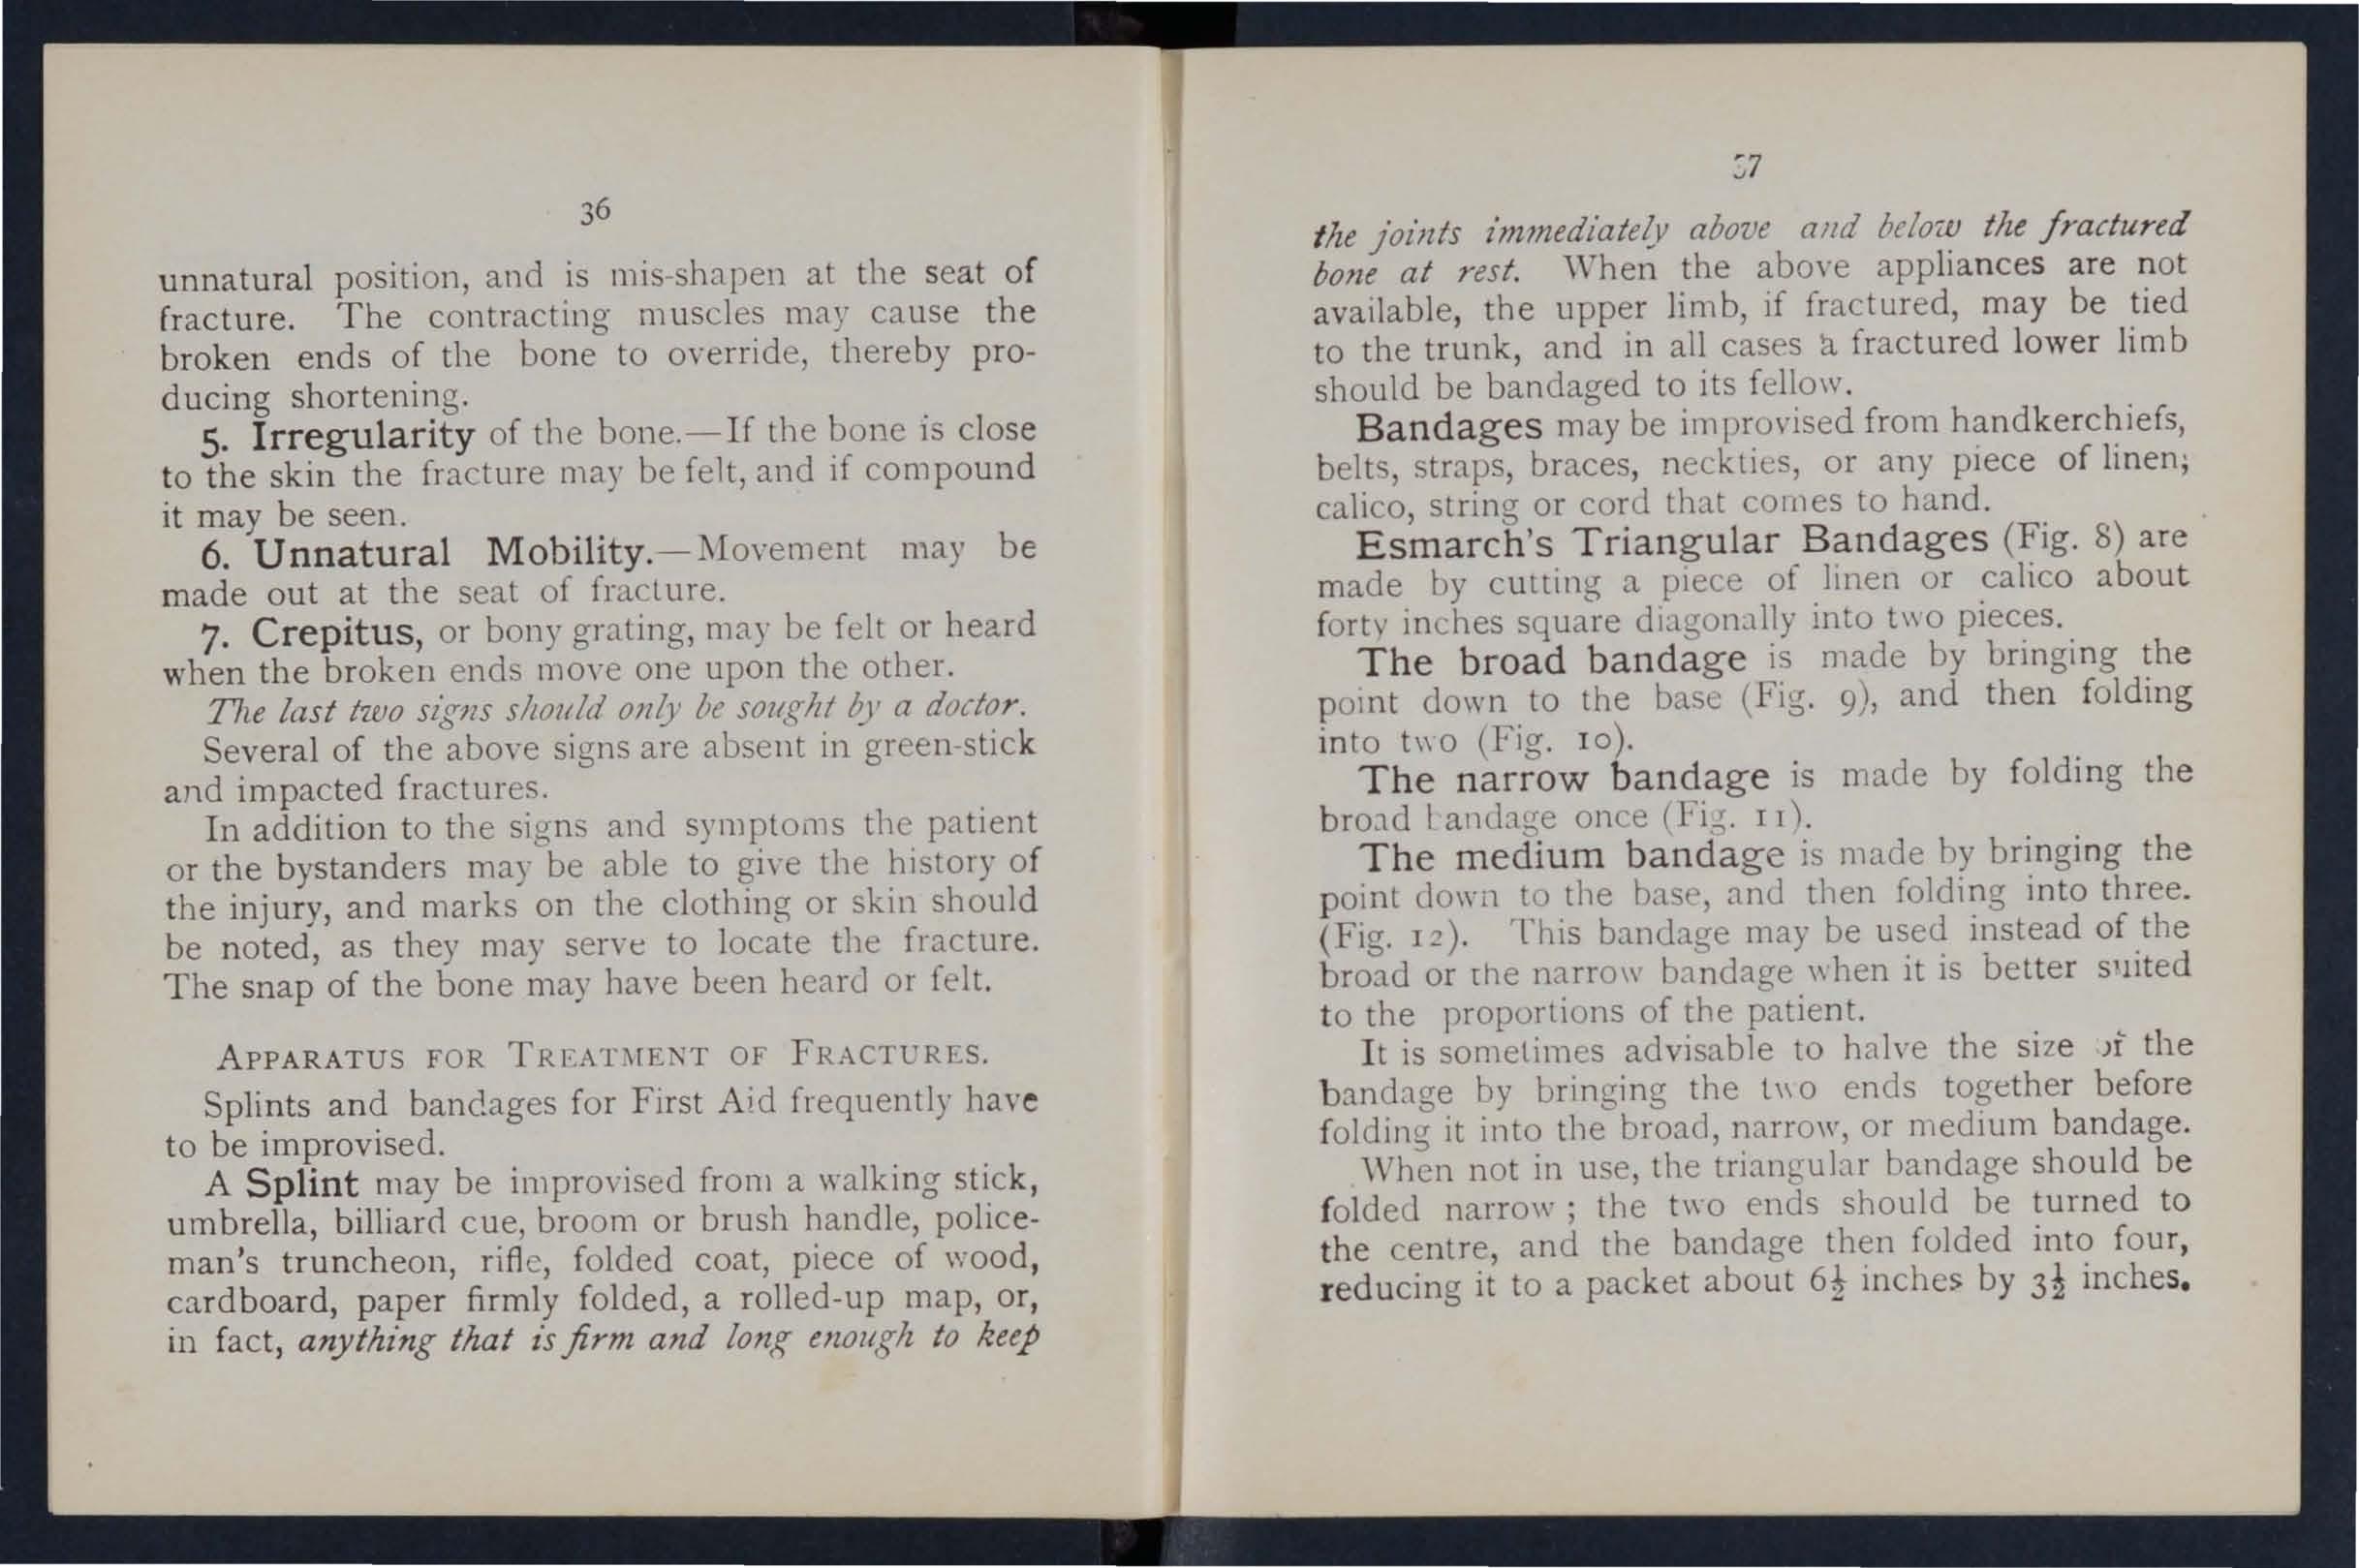 36
unnatural position, and is mis-shapen at the seat of
fracture. The contracting muscles may cause the
broken ends of the bone to override, thereby pro-
ducing shortening.
5. Irregularity of the bone.—If the bone is close
to the skin the fracture may be felt, and if compound
it may be seen.
6. Unnatural Mobility.—Movement may be
made out at the seat of fracture.
7. Crepitus, or bony grating, may be felt or heard
when the broken ends move one upon the other.
The last two signs should only be sought by a doctor.
Several of the above signs are absent in green-stick
and impacted fractures.
In addition to the signs and symptoms the patient
or the bystanders may be able to give the history of
the injury, and marks on the clothing or skin should
be noted, as they may serve to locate the fracture.
The snap of the bone may have been heard or felt.
APPARATUS FOR TREATMENT OF FRACTURES.
Splints and bandages for First Aid frequently have
to be improvised.
A Splint may be improvised from a walking stick,
umbrella, billiard cue, broom or brush handle, police-
man's truncheon, rifle, folded coat, piece of wood,
cardboard, paper firmly folded, a rolled-up map, or,
in fact, anything that is firm and long enough to keep
37
the joints immediately above and below the fractured
bone at rest. When the above appliances are not
available, the upper limb, if fractured, may be tied
to the trunk, and in all cases a fractured lower limb
should be bandaged to its fellow.
Bandages may be improvised from handkerchiefs,
belts, straps, braces, neckties, or any piece of linen;
calico, string or cord that comes to hand.
Esmarch's Triangular Bandages (Fig. 8) are
made by cutting a piece of linen or calico about
forty inches square diagonally into two pieces.
The broad bandage is made by bringing the
point down to the base (Fig. 9), and then folding
into two (Fig. 10).
The narrow bandage is made by folding the
broad bandage once (Fig. 11).
The medium bandage is made by bringing the
point down to the base, and then folding into three.
(Fig. 12). This bandage may be used instead of the
broad or the narrow bandage when it is better suited
to the proportions of the patient.
It is sometimes advisable to halve the size of the
bandage by bringing the two ends together before
folding it into the broad, narrow, or medium bandage.
When not in use, the triangular bandage should be
folded narrow ; the two ends should be turned to
the centre, and the bandage then folded into four,
reducing it to a packet about 6½ inches by 3½ inches.